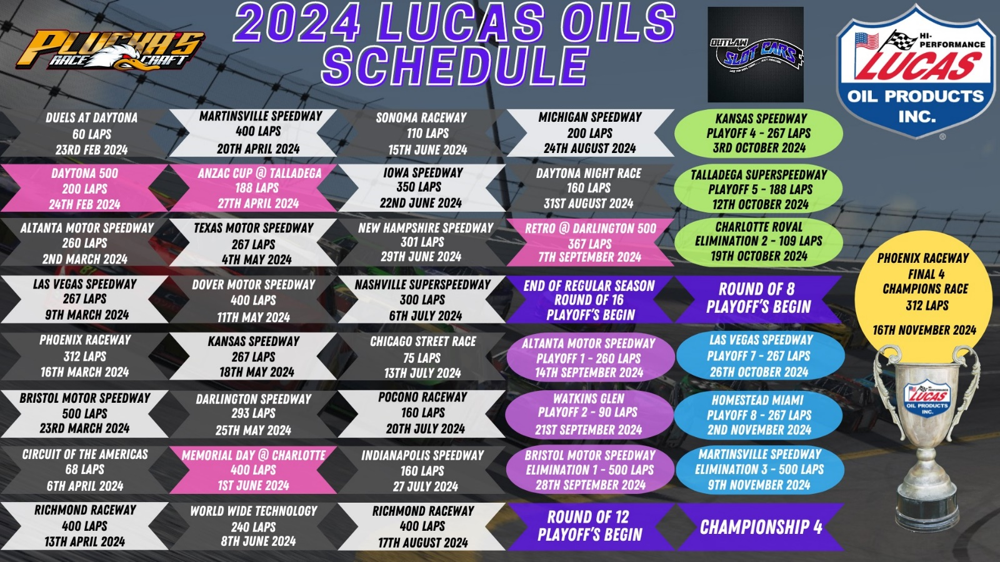 PLUCKA'S
RACE CRAFT
2024 LUCAS OILS
SCHEDULE
OUTLAW
SLOT CARS
HI-
PERFORMANCE
LUCAS
OIL PRODUCTS
INC.
®
DUELS AT DAYTONA
60 LAPS
23RD FEB 2024
DAYTONA 500
200 LAPS
24TH FEB 2024
ALTANTA MOTOR SPEEDWAY
260 LAPS
2ND MARCH 2024
LAS VEGAS SPEEDWAY
267 LAPS
9TH MARCH 2024
PHOENIX RACEWAY
312 LAPS
16TH MARCH 2024
BRISTOL MOTOR SPEEDWAY
500 LAPS
23RD MARCH 2024
CIRCUIT OF THE AMERICAS
68 LAPS
6TH APRIL 2024
RICHMOND RACEWAY
400 LAPS
13TH APRIL 2024
MARTINSVILLE SPEEDWAY
400 LAPS
20TH APRIL 2024
ANZAC CUP @ TALLADEGA
188 LAPS
27TH APRIL 2024
TEXAS MOTOR SPEEDWAY
267 LAPS
4TH MAY 2024
DOVER MOTOR SPEEDWAY
400 LAPS
11TH MAY 2024
KANSAS SPEEDWAY
267 LAPS
18TH MAY 2024
DARLINGTON SPEEDWAY
293 LAPS
25TH MAY 2024
MEMORIAL DAY @ CHARLOTTE
400 LAPS
1ST JUNE 2024
WORLD WIDE TECHNOLOGY
240 LAPS
8TH JUNE 2024
SONOMA RACEWAY
110 LAPS
15TH JUNE 2024
IOWA SPEEDWAY
350 LAPS
22ND JUNE 2024
NEW HAMPSHIRE SPEEDWAY
301 LAPS
29TH JUNE 2024
NASHVILLE SUPERSPEEDWAY
300 LAPS
6TH JULY 2024
CHICAGO STREET RACE
75 LAPS
13TH JULY 2024
POCONO RACEWAY
160 LAPS
20TH JULY 2024
INDIANAPOLIS SPEEDWAY
160 LAPS
27 JULY 2024
RICHMOND RACEWAY
400 LAPS
17TH AUGUST 2024
MICHIGAN SPEEDWAY
200 LAPS
24TH AUGUST 2024
DAYTONA NIGHT RACE
160 LAPS
31ST AUGUST 2024
RETRO @ DARLINGTON 500
367 LAPS
7TH SEPTEMBER 2024
END OF REGULAR SEASON
ROUND OF 16
PLAYOFF'S BEGIN
ALTANTA MOTOR SPEEDWAY
PLAYOFF 1 - 260 LAPS
14TH SEPTEMBER 2024
WATKINS GLEN
PLAYOFF 2 - 90 LAPS
21ST SEPTEMBER 2024
BRISTOL MOTOR SPEEDWAY
ELIMINATION 1 - 500 LAPS
28TH SEPTEMBER 2024
ROUND OF 12
PLAYOFF'S BEGIN
KANSAS SPEEDWAY
PLAYOFF 4 - 267 LAPS
3RD OCTOBER 2024
TALLADEGA SUPERSPEEDWAY
PLAYOFF 5 - 188 LAPS
12TH OCTOBER 2024
CHARLOTTE ROVAL
ELIMINATION 2 - 109 LAPS
19TH OCTOBER 2024
ROUND OF 8
PLAYOFF'S BEGIN
LAS VEGAS SPEEDWAY
PLAYOFF 7 - 267 LAPS
26TH OCTOBER 2024
HOMESTEAD MIAMI
PLAYOFF 8 - 267 LAPS
2ND NOVEMBER 2024
MARTINSVILLE SPEEDWAY
ELIMINATION 3 - 500 LAPS
9TH NOVEMBER 2024
CHAMPIONSHIP 4
PHOENIX RACEWAY
FINAL 4
CHAMPIONS RACE
312 LAPS
16TH NOVEMBER 2024
HI-
PERFORMANCE
LUCAS
OIL PRODUCTS
INC.